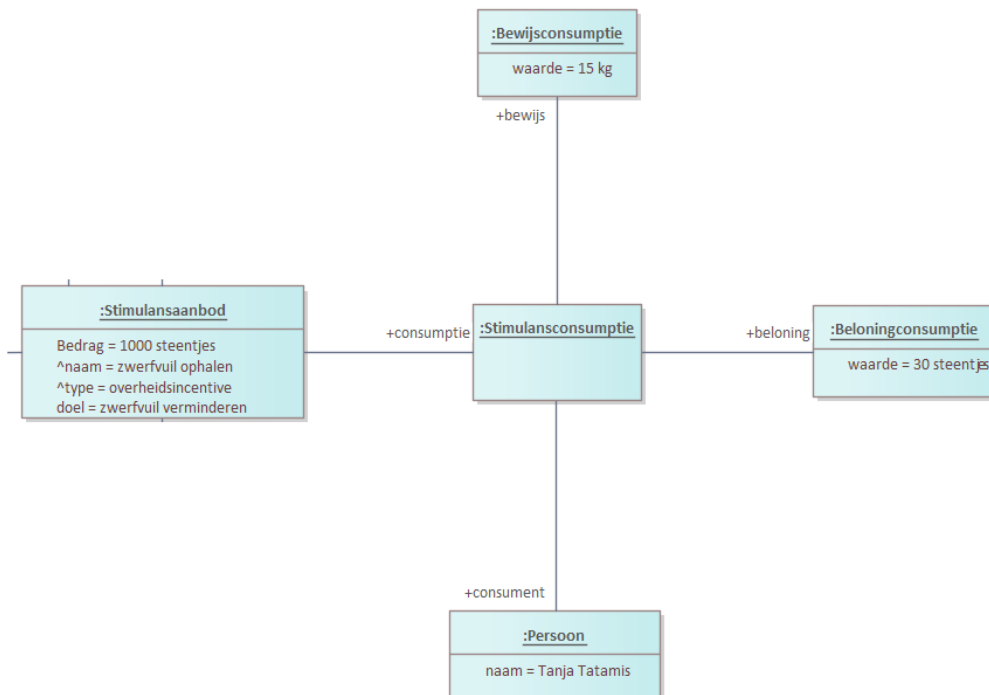 :Bewijsconsumptie
waarde = 15 kg
+bewijs
:Stimulansaanbod
Bedrag = 1000 steentjes
^naam = zwerfvuil ophalen
^type = overheidsincentive
doel = zwerfvuil verminderen
+consumptie
:Stimulansconsumptie
+beloning
:Beloningconsumptie
waarde = 30 steentjes
+consument
:Persoon
naam = Tanja Tatamis